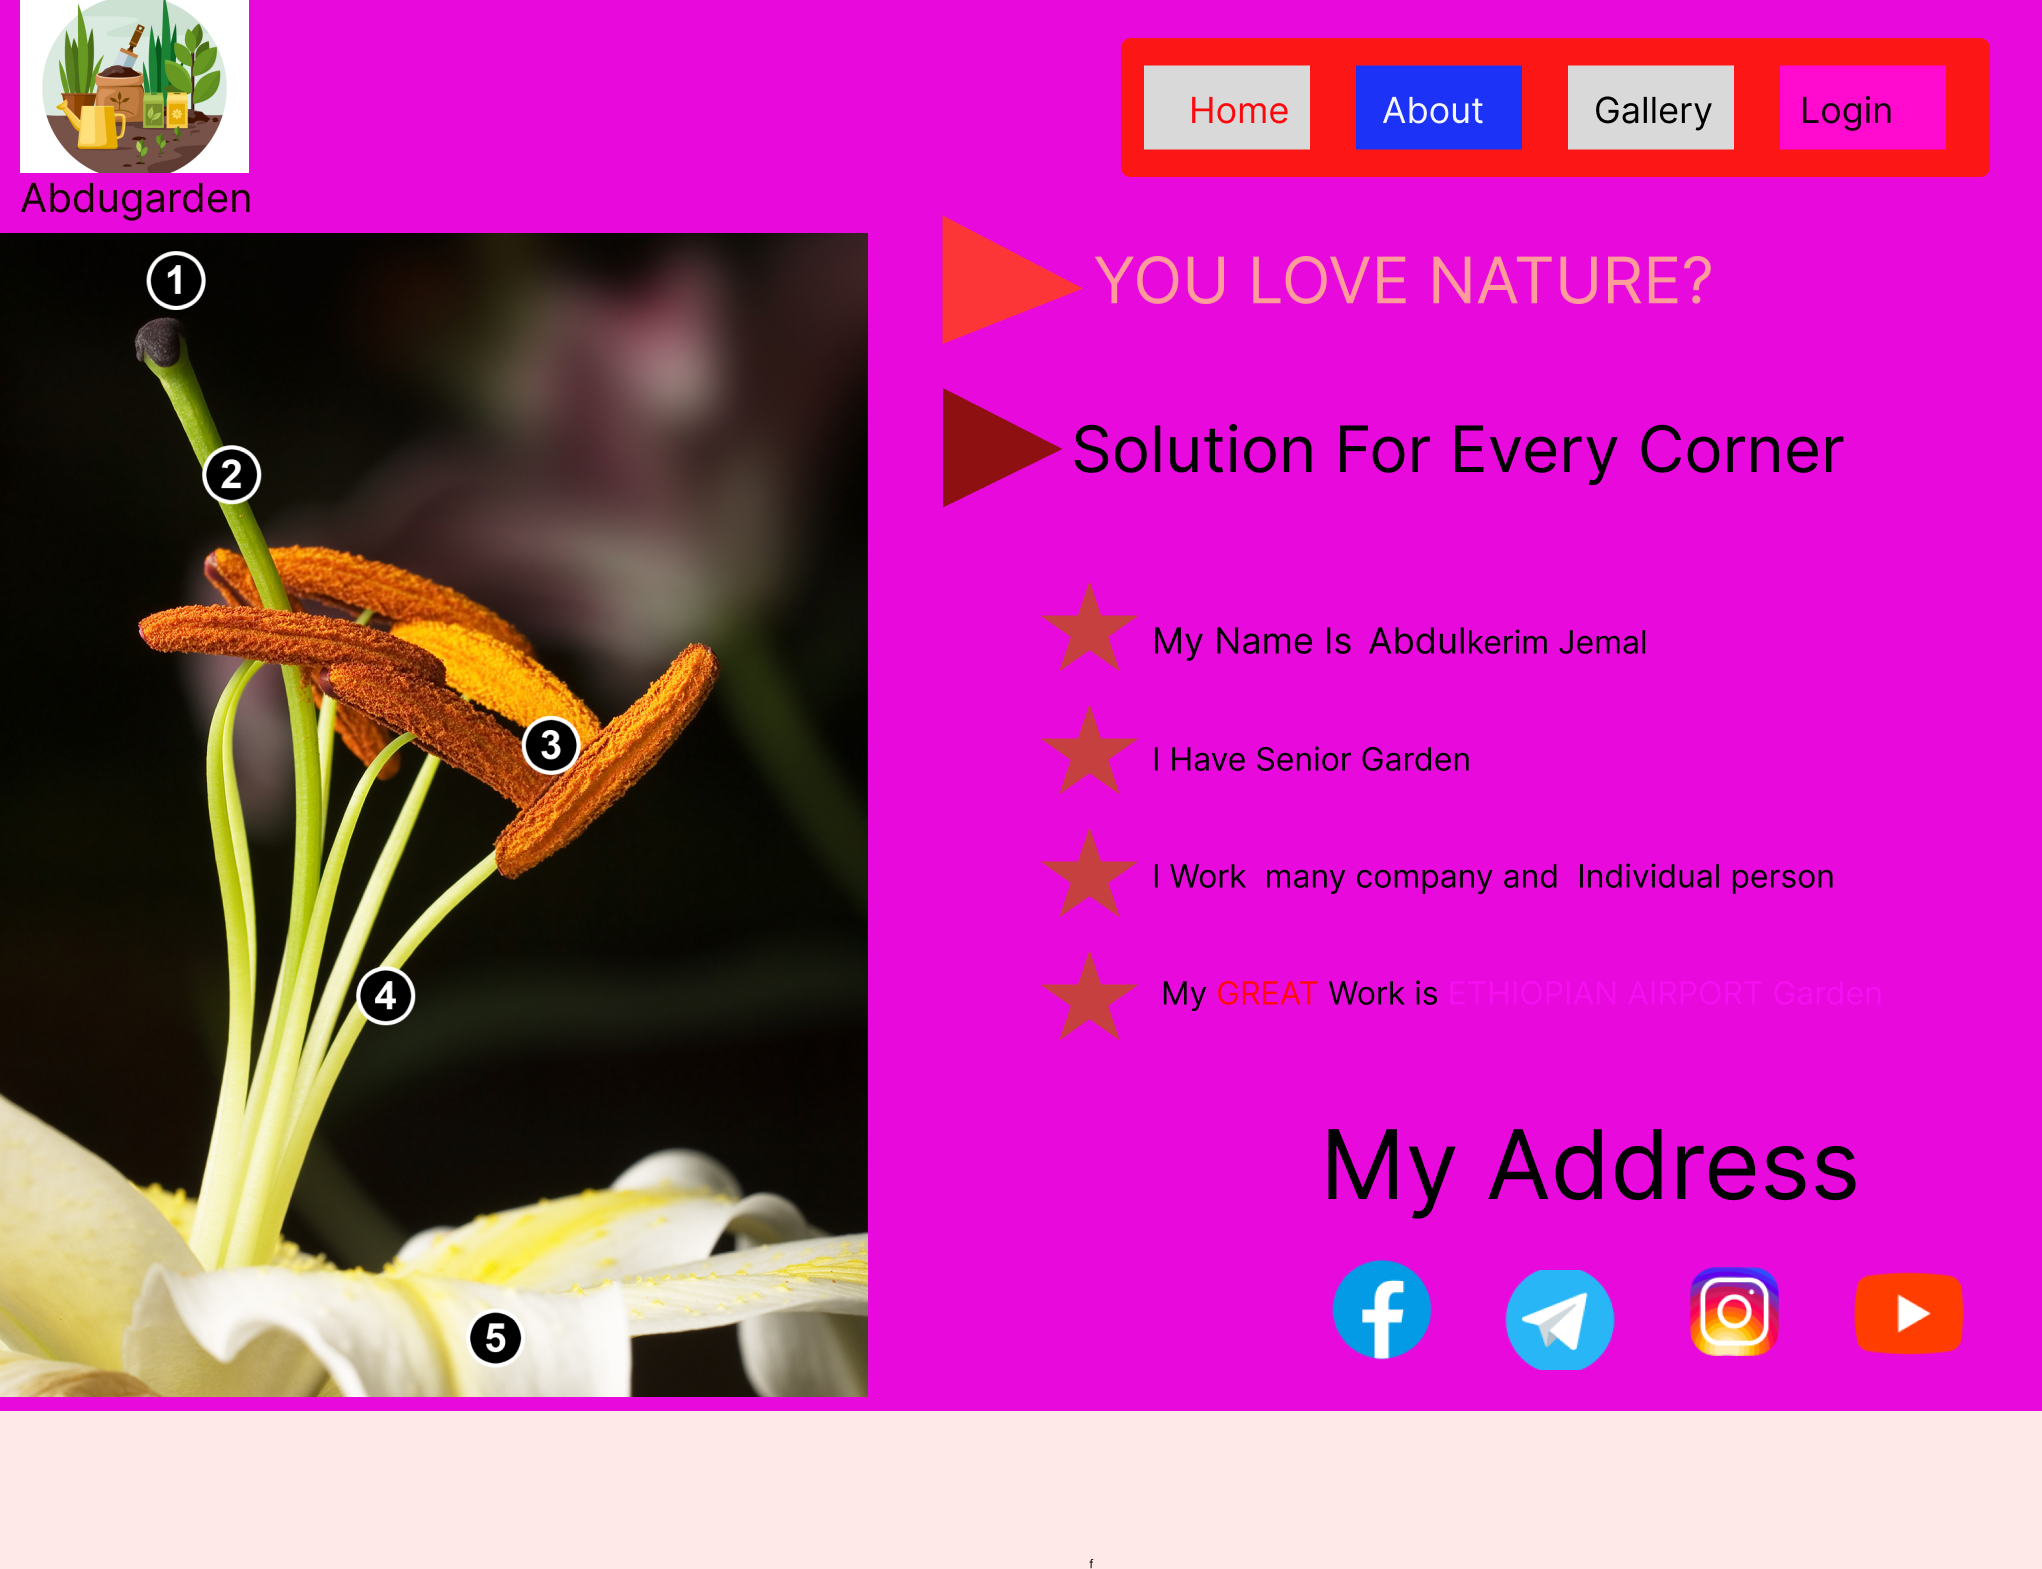 Abdugarden
Home
About
Gallery
Login
YOU LOVE NATURE?
Solution For Every Corner
My Name Is Abdulkerim Jemal
I Have Senior Garden
I Work many company and Individual person
My GREAT Work is ETHIOPIAN AIRPORT Garden
My Address
1
2
3
4
5
f